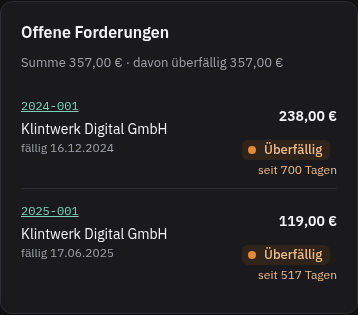 Offene Forderungen
Summe 357,00 € · davon überfällig 357,00 €
2024-001
238,00 €
Klintwerk Digital GmbH
fällig 16.12.2024
Überfällig
seit 700 Tagen
2025-001
119,00 €
Klintwerk Digital GmbH
fällig 17.06.2025
Überfällig
seit 517 Tagen